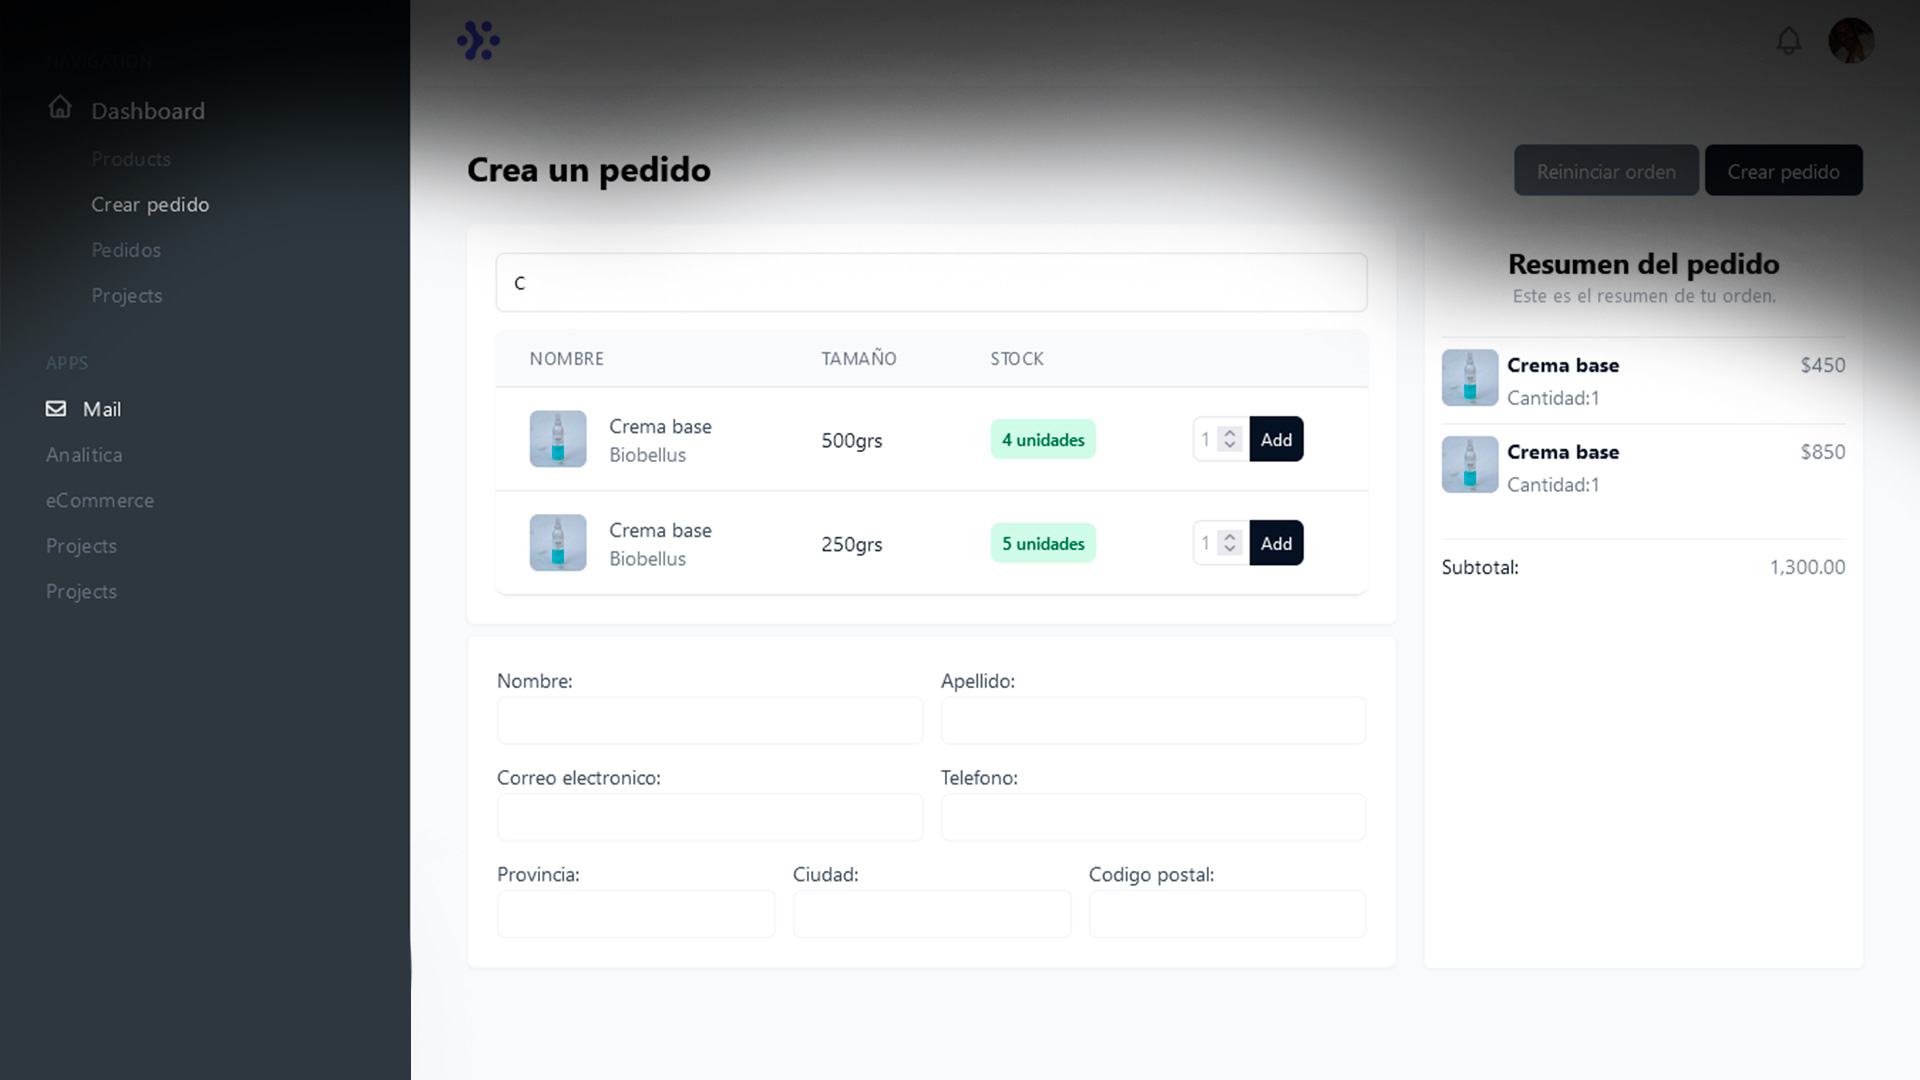 NAVIGATION
Dashboard
Products
Crear pedido
Pedidos
Projects
APPS
Mail
Analitica
eCommerce
Projects
Projects
Crea un pedido
Reininciar orden
Crear pedido
C
NOMBRE TAMAÑO STOCK
Crema base
Biobellus
500grs
4 unidades
1
Add
Crema base
Biobellus
250grs
5 unidades
1
Add
Nombre:
Apellido:
Correo electronico:
Telefono:
Provincia:
Ciudad:
Codigo postal:
Resumen del pedido
Este es el resumen de tu orden.
Crema base $450
Cantidad:1
Crema base $850
Cantidad:1
Subtotal: 1,300.00